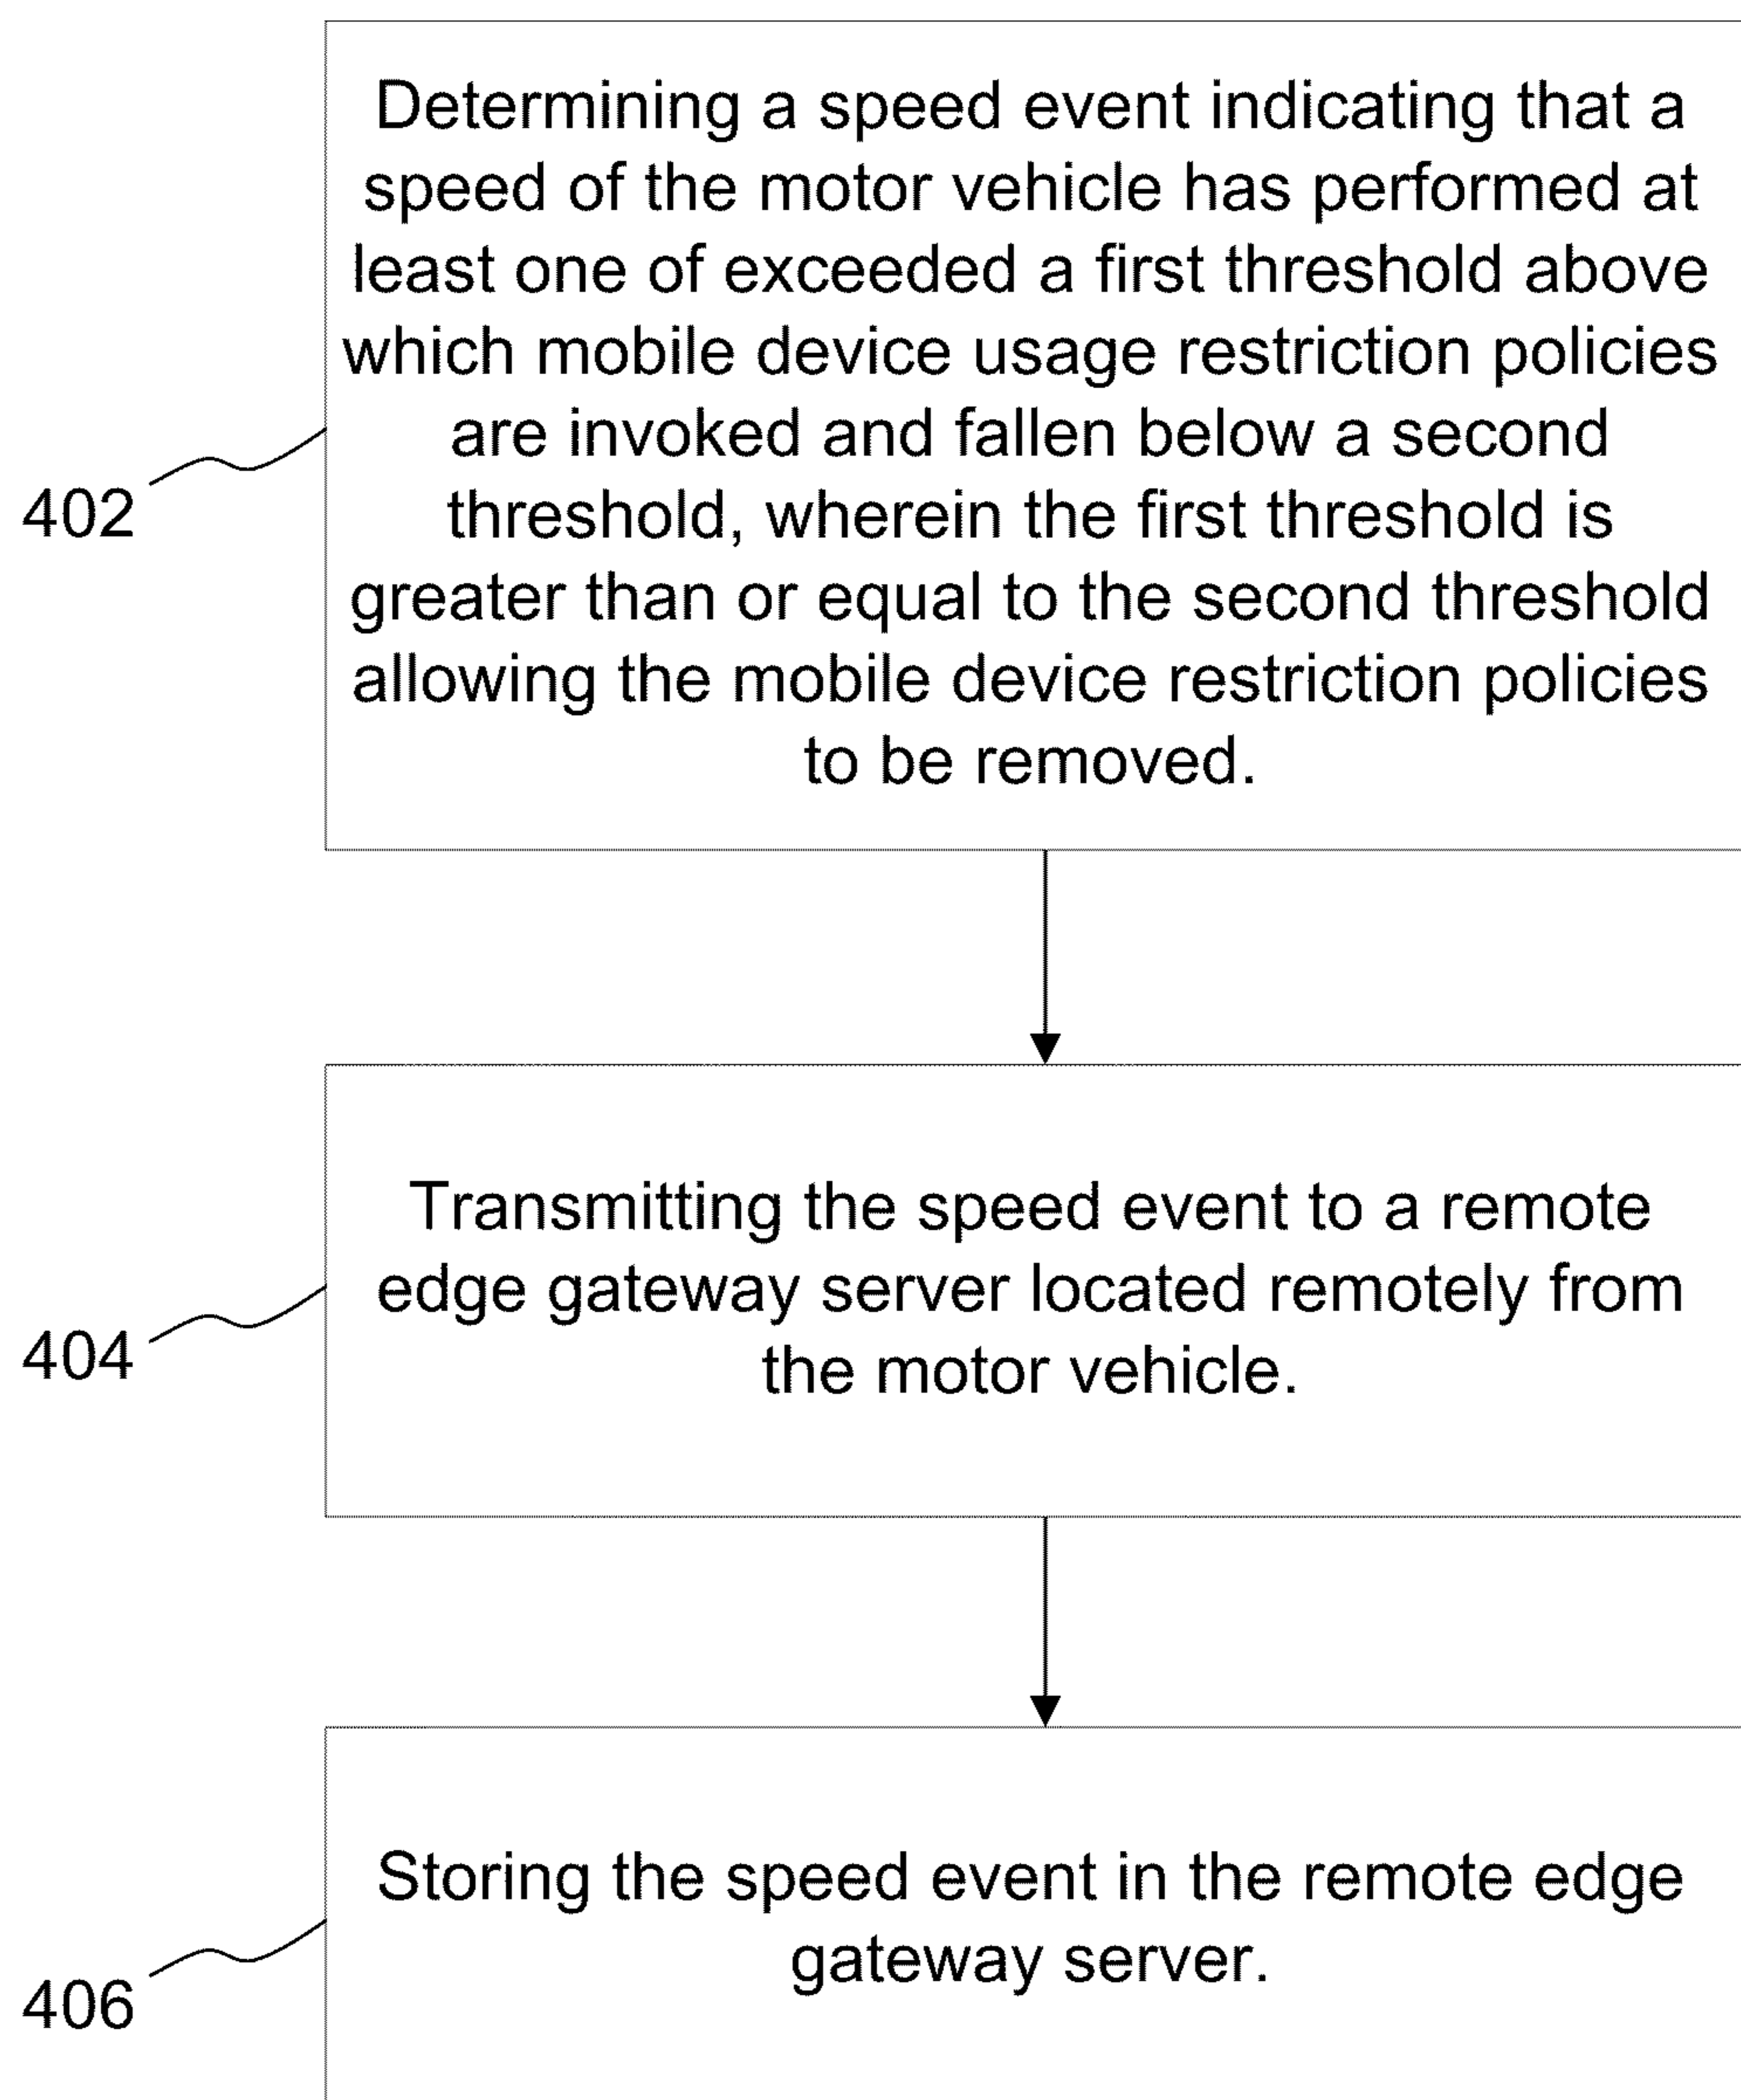 Determining a speed event indicating that a
speed of the motor vehicle has performed at
least one of exceeded a first threshold above
which mobile device usage restriction policies
are invoked and fallen below a second
threshold, wherein the first threshold is
greater than or equal to the second threshold
allowing the mobile device restriction policies
to be removed.
402
Transmitting the speed event to a remote
edge gateway server located remotely from
the motor vehicle.
404
Storing the speed event in the remote edge
gateway server.
406